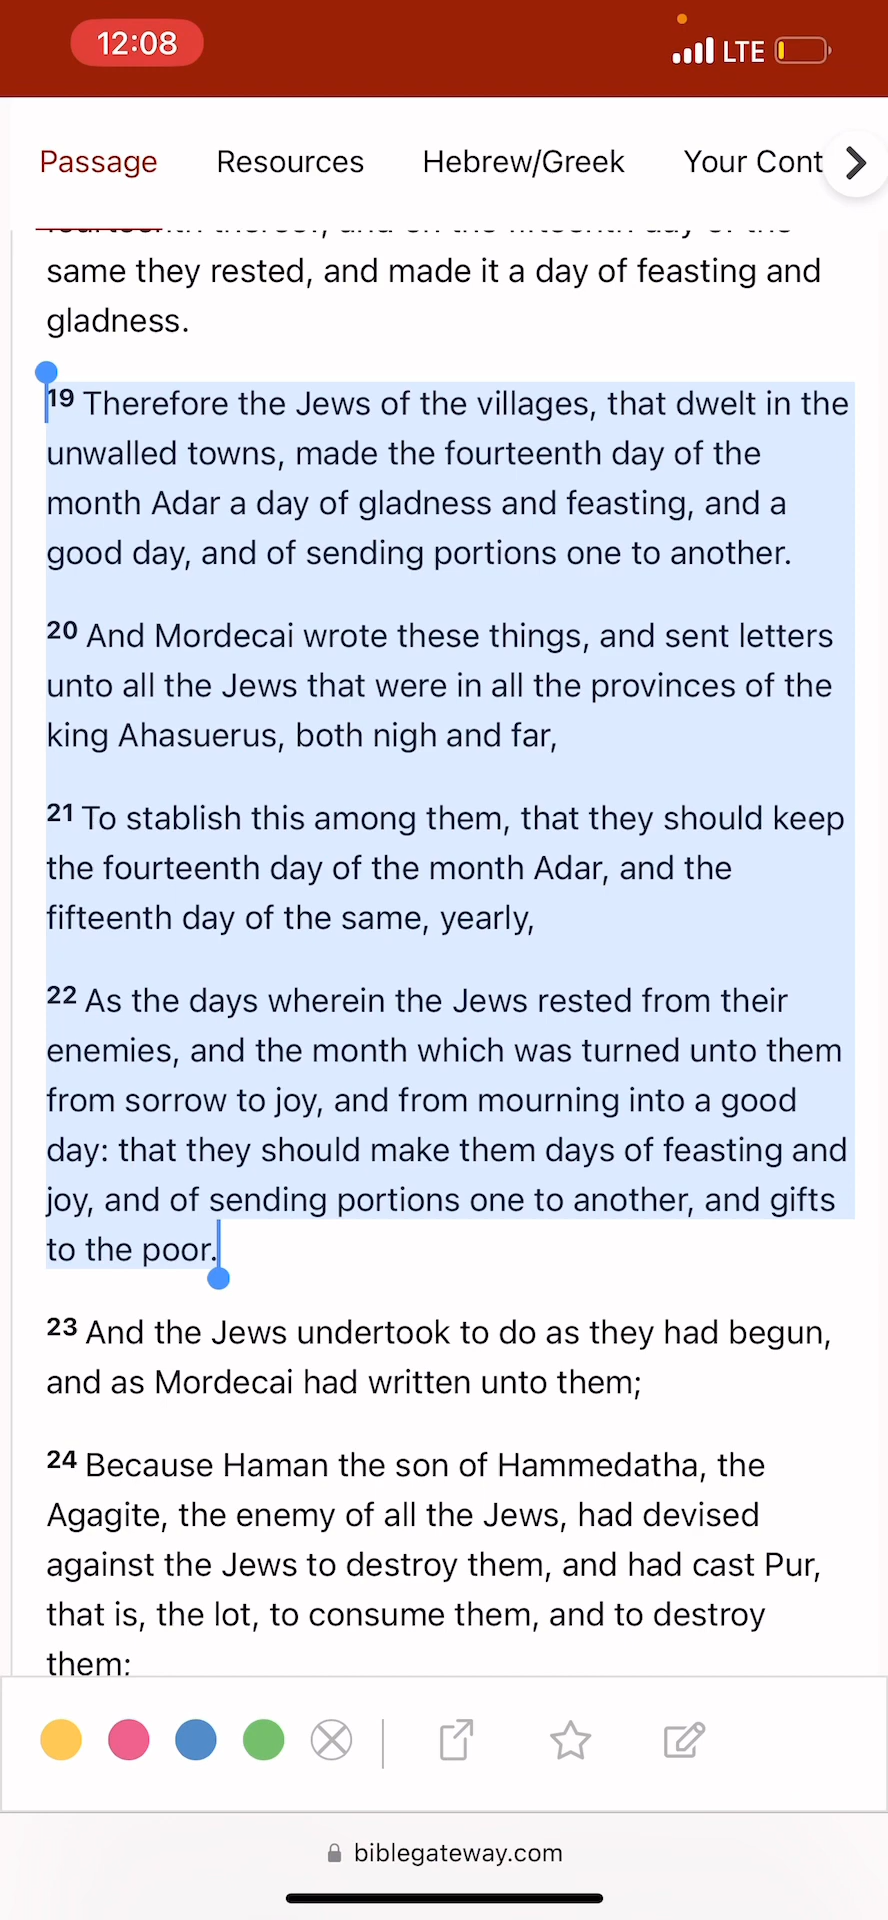 12:08
LTE
Passage
Resources
Hebrew/Greek
Your Cont
same they rested, and made it a day of feasting and
gladness.
19 Therefore the Jews of the villages, that dwelt in the
unwalled towns, made the fourteenth day of the
month Adar a day of gladness and feasting, and a
good day, and of sending portions one to another.
20 And Mordecai wrote these things, and sent letters
unto all the Jews that were in all the provinces of the
king Ahasuerus, both nigh and far,
21 To stablish this among them, that they should keep
the fourteenth day of the month Adar, and the
fifteenth day of the same, yearly,
22 As the days wherein the Jews rested from their
enemies, and the month which was turned unto them
from sorrow to joy, and from mourning into a good
day: that they should make them days of feasting and
joy, and of sending portions one to another, and gifts
to the poor.
23 And the Jews undertook to do as they had begun,
and as Mordecai had written unto them;
24 Because Haman the son of Hammedatha, the
Agagite, the enemy of all the Jews, had devised
against the Jews to destroy them, and had cast Pur,
that is, the lot, to consume them, and to destroy
them;
biblegateway.com